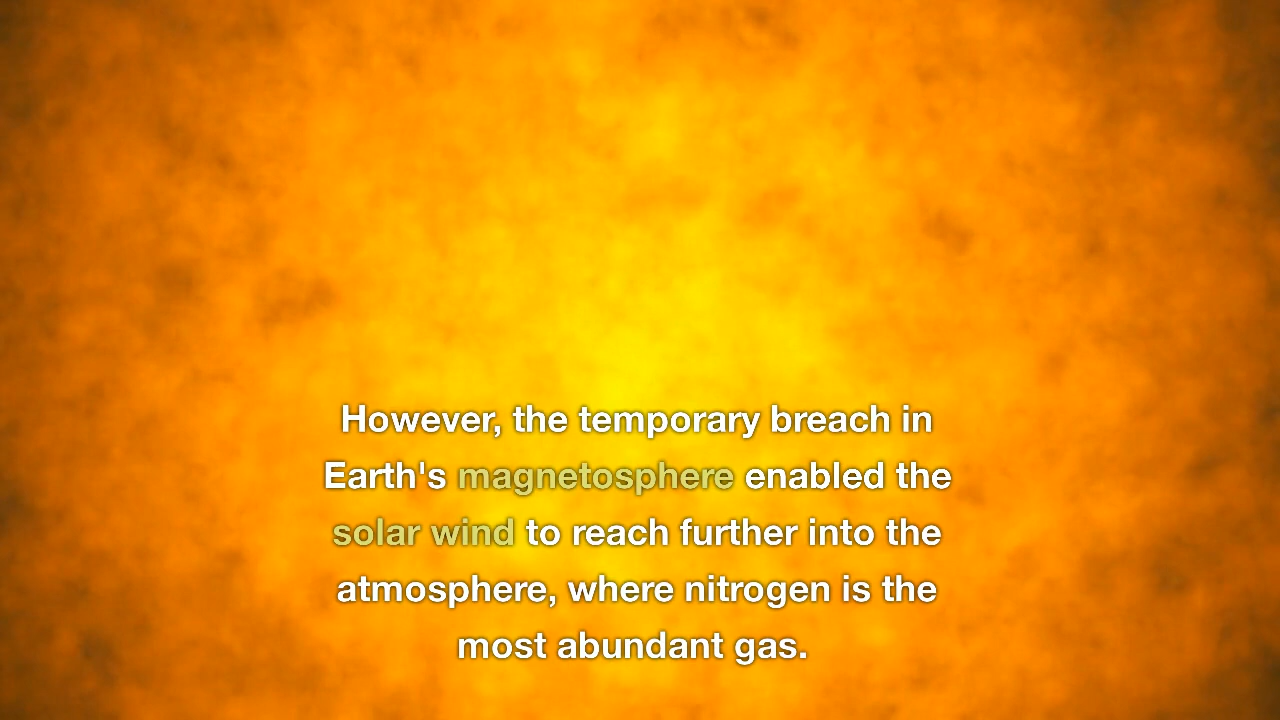 However, the temporary breach in
Earth's magnetosphere enabled the
solar wind to reach further into the
atmosphere, where nitrogen is the
most abundant gas.